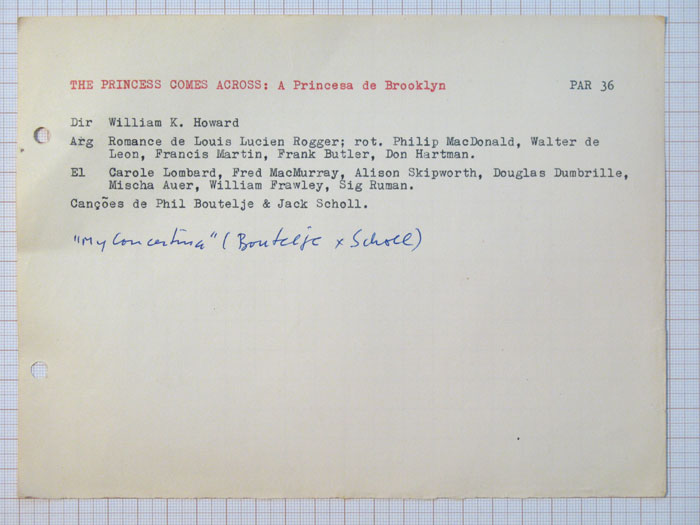 THE PRINCESS COMES ACROSS: A Princesa de Brooklyn PAR 36
Dir William K. Howard
Arg Romance de Louis Lucien Rogger; rot. Philip MacDonald, Walter de
Leon, Francis Martin, Frank Butler, Don Hartman.
El Carole Lombard, Fred MacMurray, Alison Skipworth, Douglas Dumbrille,
Mischa Auer, William Frawley, Sig Ruman.
Canções de Phil Boutelje & Jack Scholl.
"My Concertina" (Boutelje x Scholl)